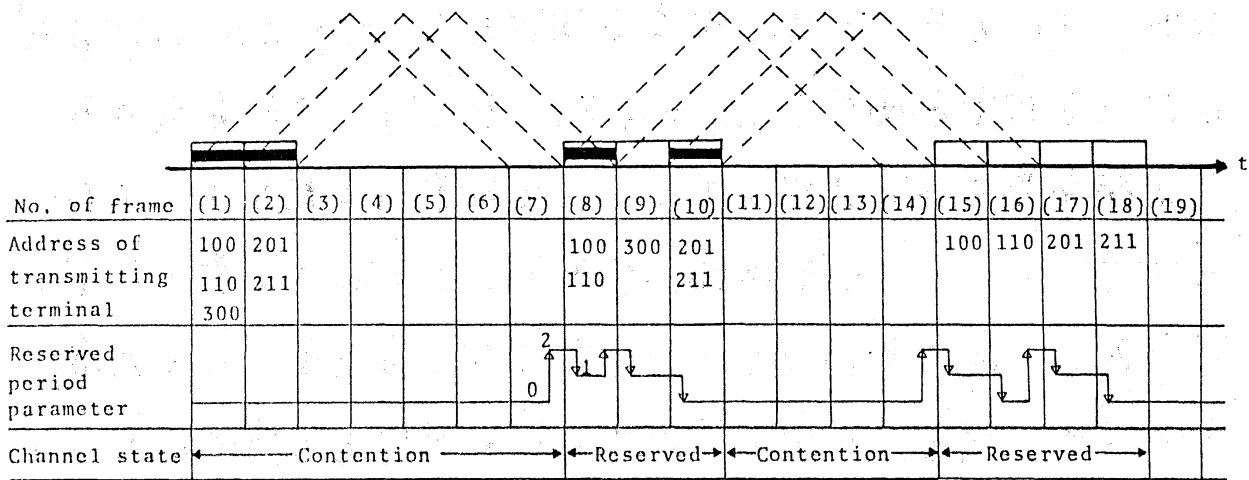 t
No. of frame (1) (2) (3) (4) (5) (6) (7) (8) (9) (10) (11) (12) (13) (14) (15) (16) (17) (18) (19)
Address of 100 201 100 300 201 100 110 201 211
transmitting 110 211 110 211
terminal 300
Reserved 2
period 0 1
parameter
Channel state Contention Reserved Contention Reserved